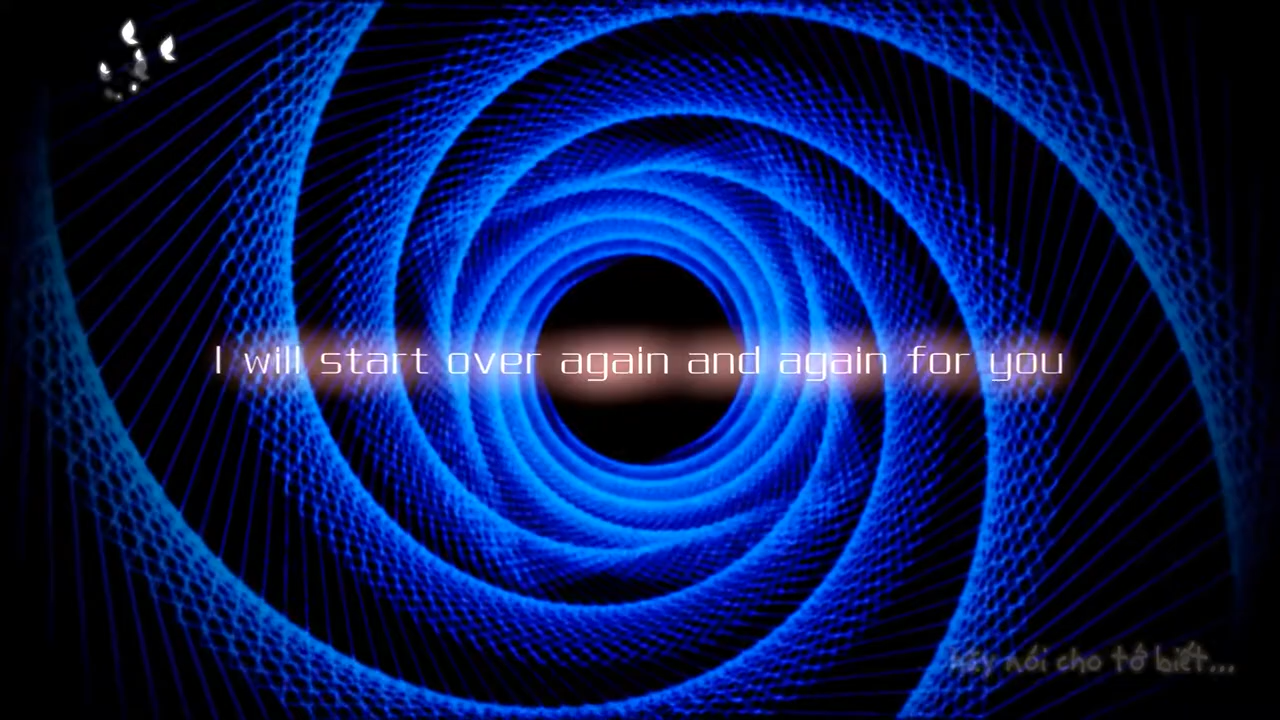 I will start over again and again for you
hãy nói cho tớ biết...